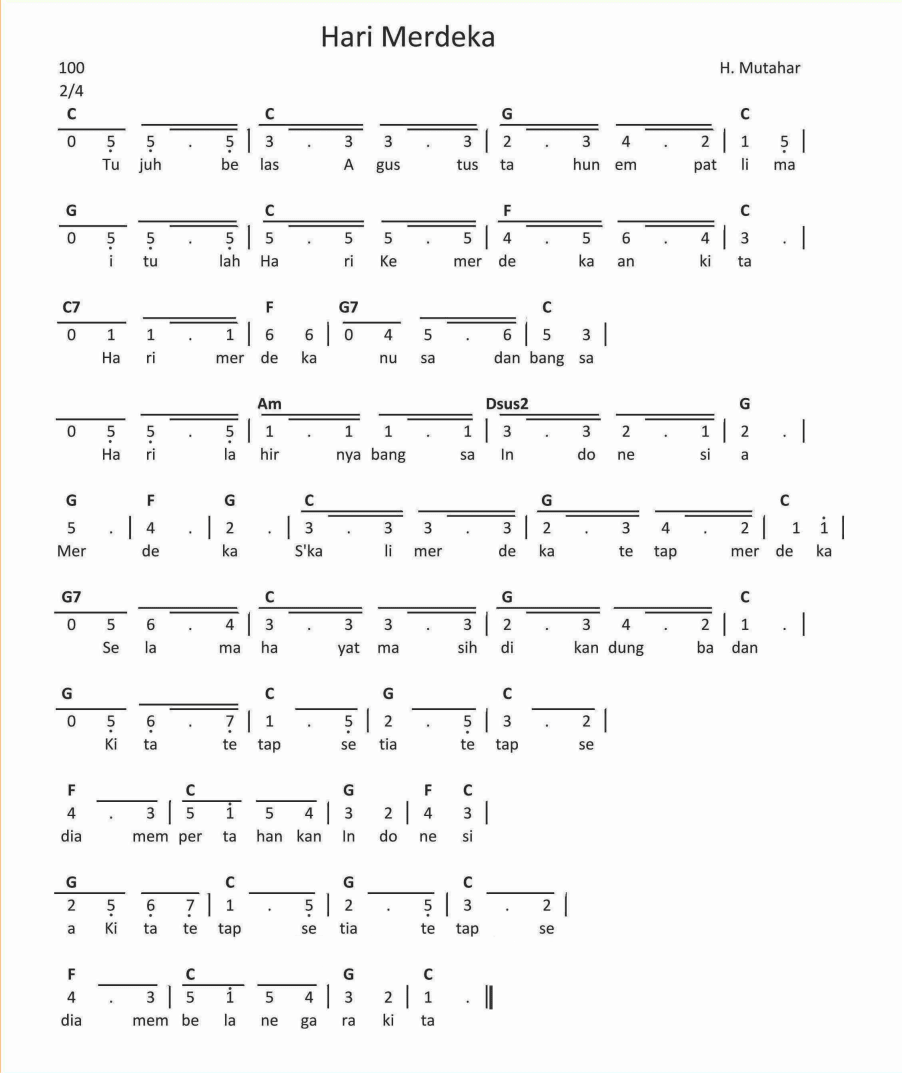 Hari Merdeka
100 H. Mutahar
2/4
C C G C
0 5̣ 5̣ . 5̣ | 3 . 3 3 . 3 | 2 . 3 4 . 2 | 1 5̣ |
Tu juh be las A gus tus ta hun em pat li ma
G C F C
0 5̣ 5̣ . 5̣ | 5 . 5 5 . 5 | 4 . 5 6 . 4 | 3 . |
i tu lah Ha ri Ke mer de ka an ki ta
C7 F G7 C
0 1 1 . 1 | 6 6 | 0 4 5 . 6 | 5 3 |
Ha ri mer de ka nu sa dan bang sa
Am Dsus2 G
0 5̣ 5̣ . 5̣ | 1 . 1 1 . 1 | 3 . 3 2 . 1 | 2 . |
Ha ri la hir nya bang sa In do ne si a
G F G C G C
5 . | 4 . | 2 . | 3 . 3 3 . 3 | 2 . 3 4 . 2 | 1 1̇ |
Mer de ka S'ka li mer de ka te tap mer de ka
G7 C G C
0 5 6 . 4 | 3 . 3 3 . 3 | 2 . 3 4 . 2 | 1 . |
Se la ma ha yat ma sih di kan dung ba dan
G C G C
0 5̣ 6̣ . 7̣ | 1 . 5̣ | 2 . 5̣ | 3 . 2 |
Ki ta te tap se tia te tap se
F C G F C
4 . 3 | 5 1̇ 5 4 | 3 2 | 4 3 |
dia mem per ta han kan In do ne si
G C G C
2 5̣ 6̣ 7̣ | 1 . 5̣ | 2 . 5̣ | 3 . 2 |
a Ki ta te tap se tia te tap se
F C G C
4 . 3 | 5 1̇ 5 4 | 3 2 | 1 . ||
dia mem be la ne ga ra ki ta